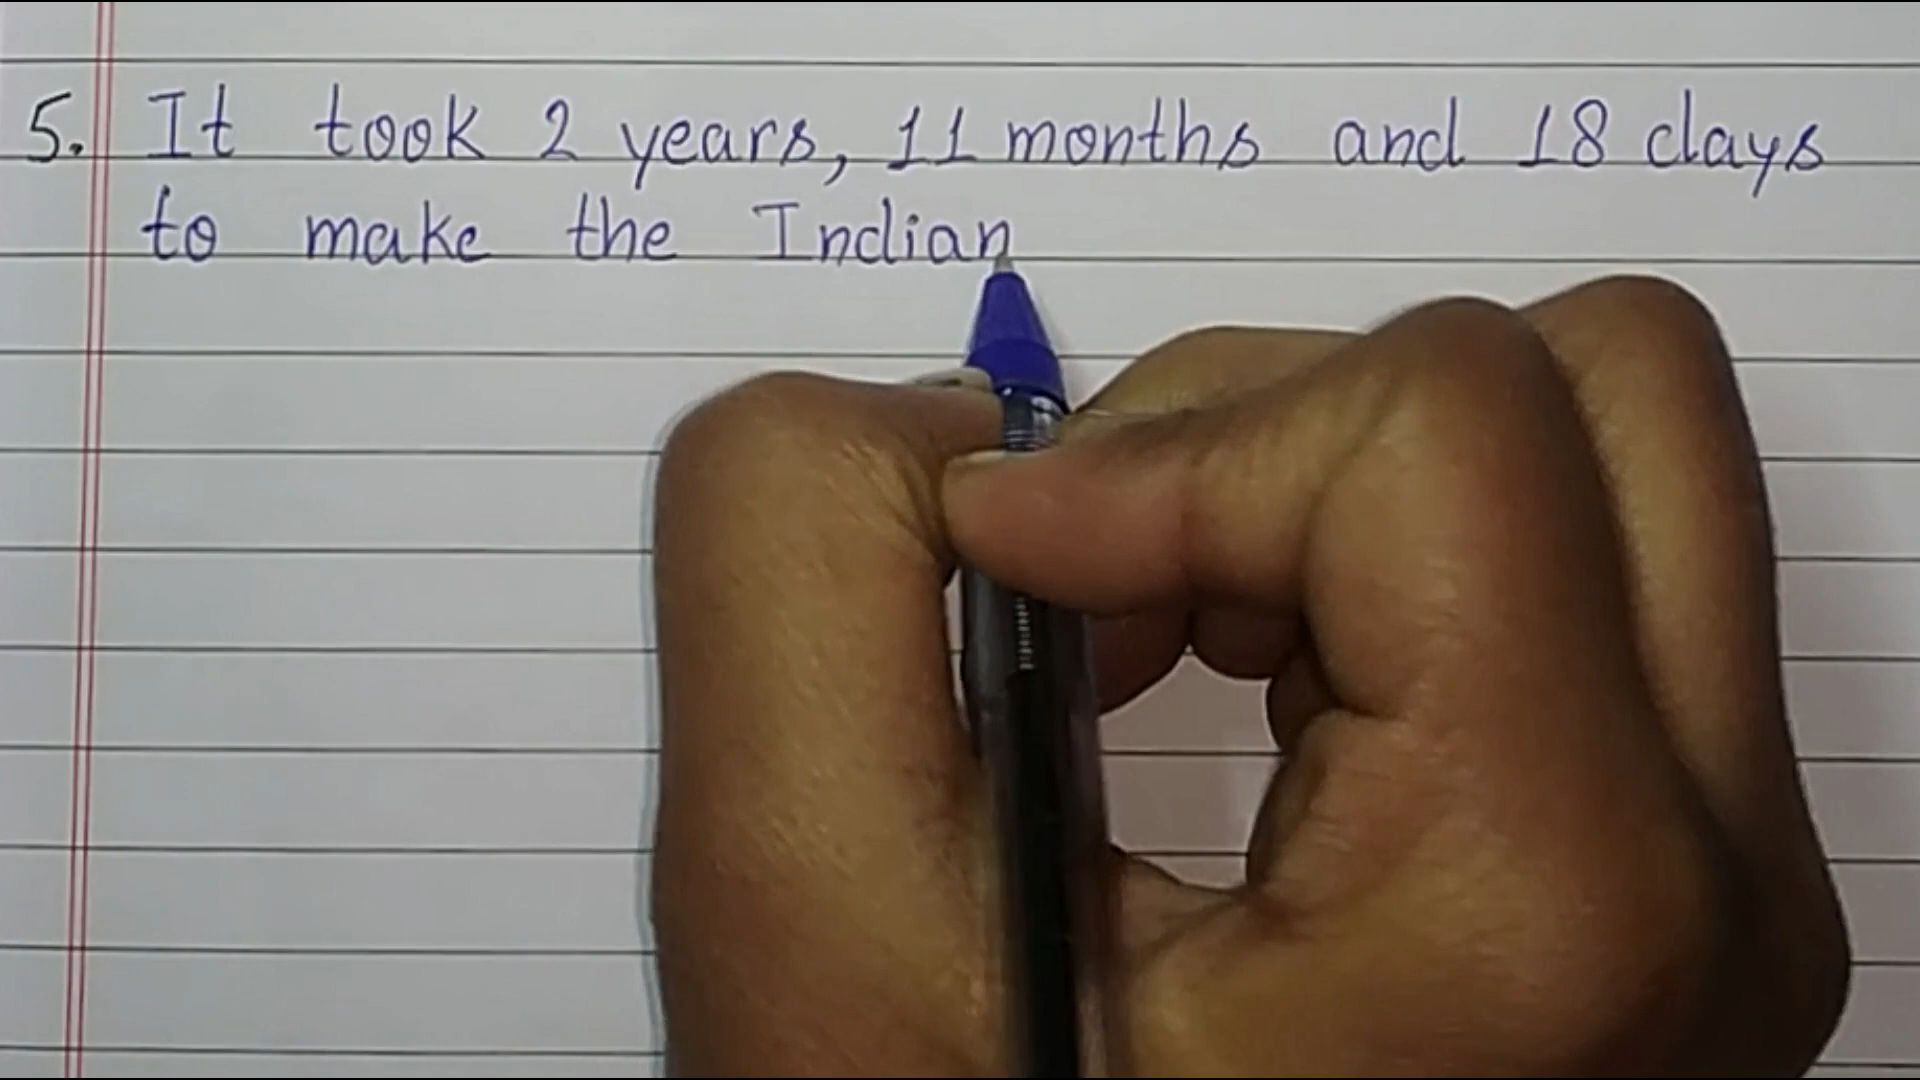 5. It took 2 years, 11 months and 18 days
to make the Indian